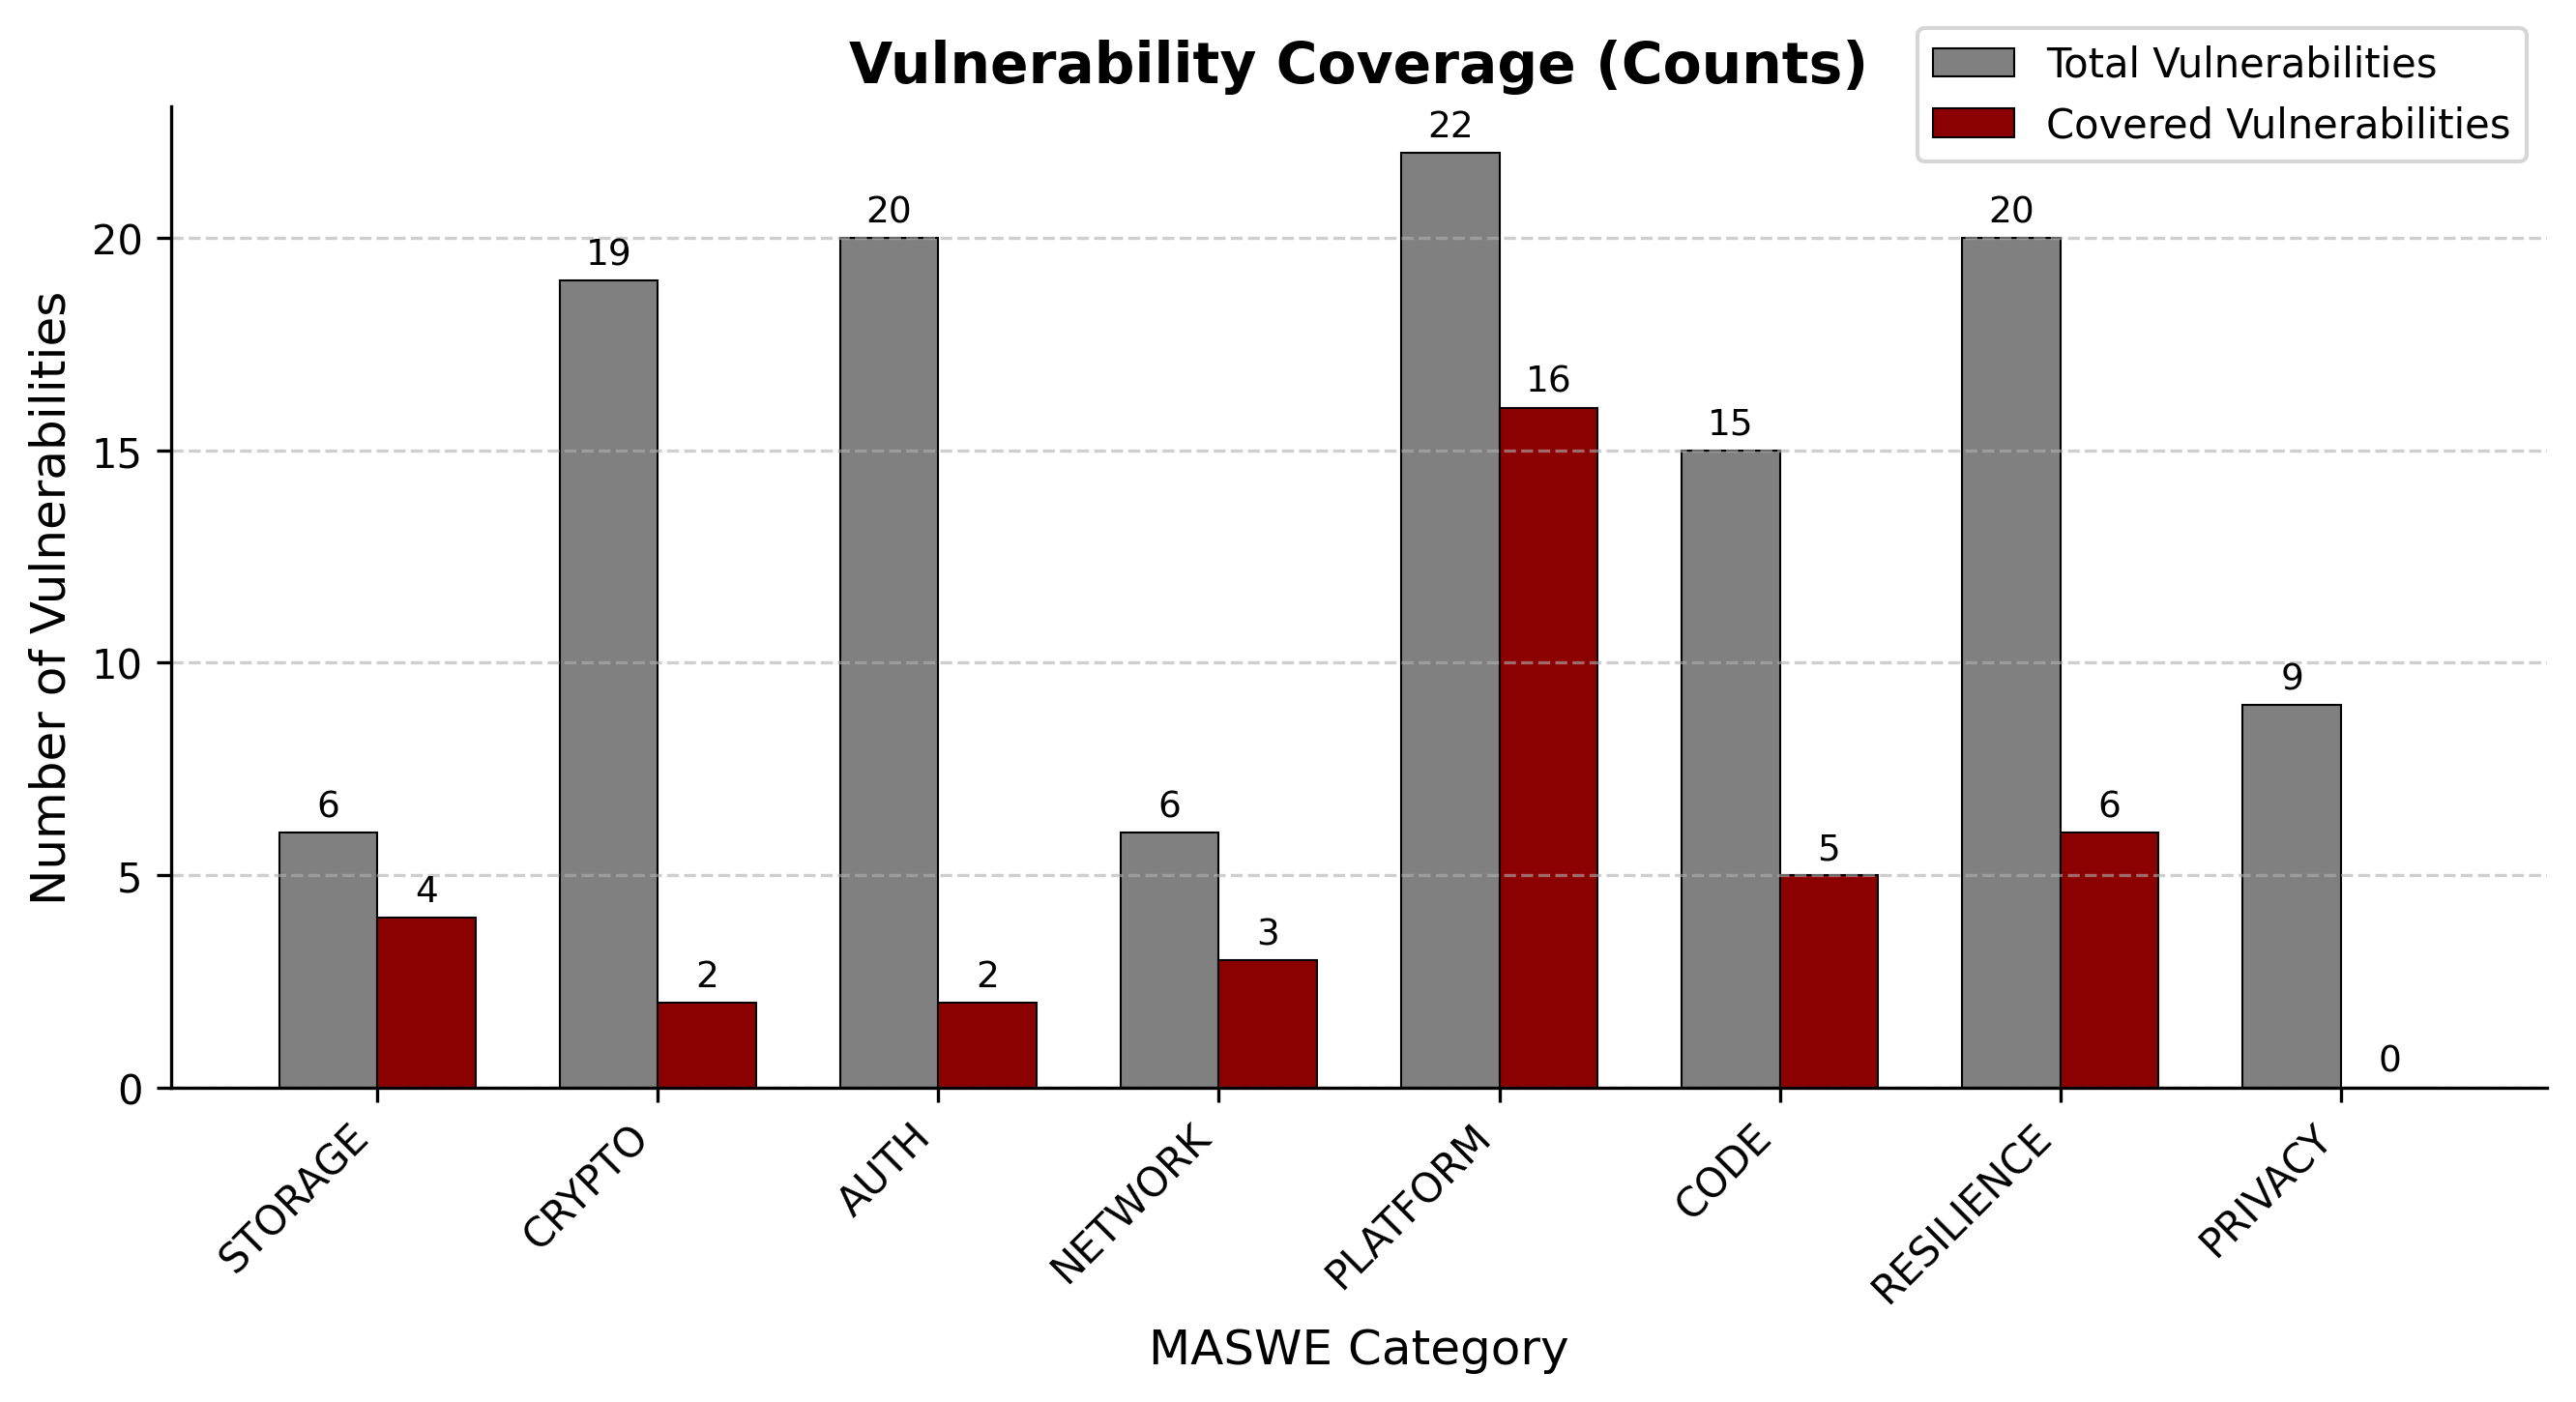 Vulnerability Coverage (Counts)
Total Vulnerabilities
Covered Vulnerabilities
Number of Vulnerabilities
20
15
10
5
0
6
4
19
2
20
2
6
3
22
16
15
5
20
6
9
0
STORAGE
CRYPTO
AUTH
NETWORK
PLATFORM
CODE
RESILIENCE
PRIVACY
MASWE Category